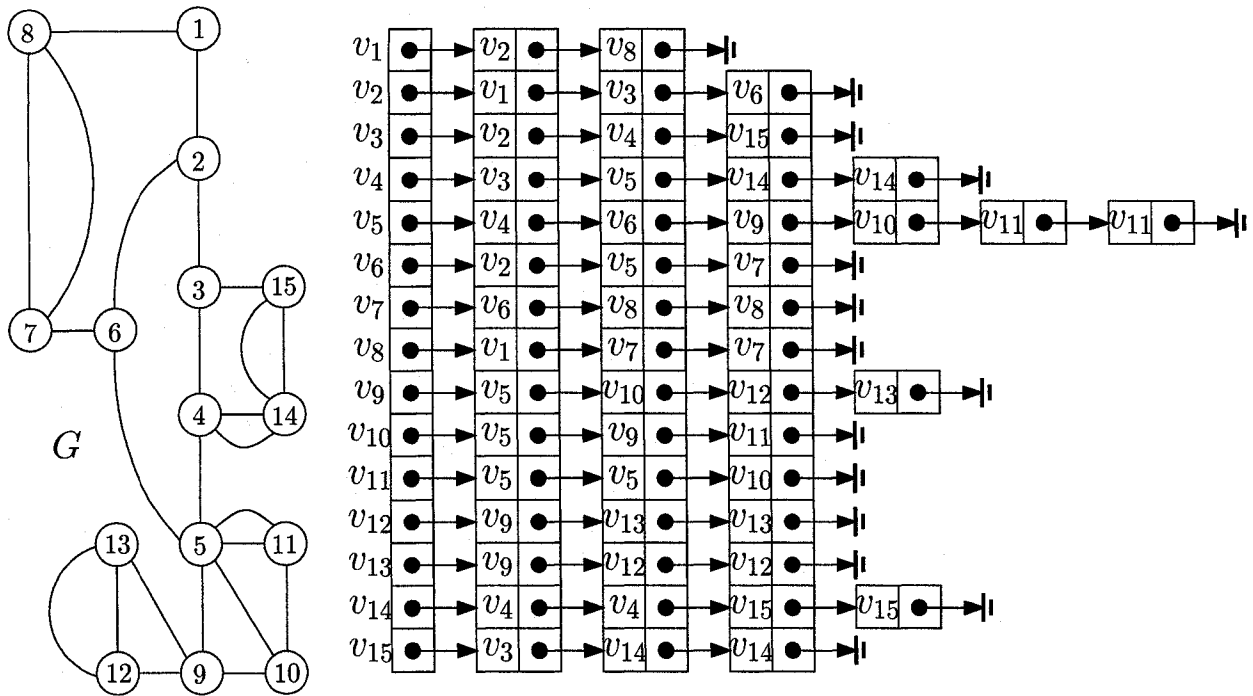 8 1
2
3 15
7 6
4 14
G
13 5 11
12 9 10
v1 v2 v8
v2 v1 v3 v6
v3 v2 v4 v15
v4 v3 v5 v14 v14
v5 v4 v6 v9 v10 v11 v11
v6 v2 v5 v7
v7 v6 v8 v8
v8 v1 v7 v7
v9 v5 v10 v12 v13
v10 v5 v9 v11
v11 v5 v5 v10
v12 v9 v13 v13
v13 v9 v12 v12
v14 v4 v4 v15 v15
v15 v3 v14 v14